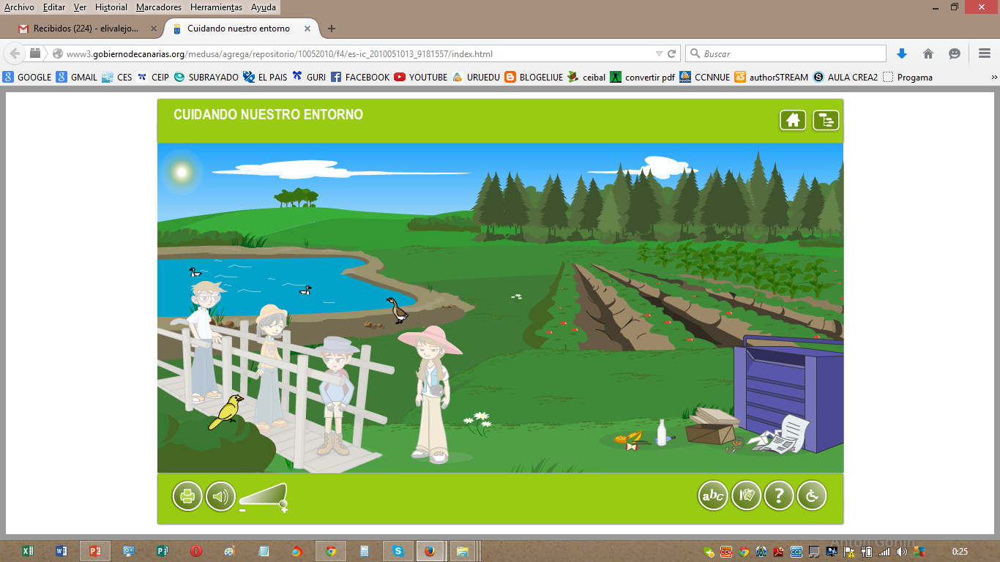 Archivo Editar Ver Historial Marcadores Herramientas Ayuda
Recibidos (224) - elivalejo... Cuidando nuestro entorno
www3.gobiernodecanarias.org/medusa/agrega/repositorio/10052010/f4/es-ic_2010051013_9181557/index.html Buscar
GOOGLE GMAIL CES CEIP SUBRAYADO EL PAIS GURI FACEBOOK YOUTUBE URUEDU BLOGELIUE ceibal convertir pdf CCNNUE authorSTREAM AULA CREA2 Progama
CUIDANDO NUESTRO ENTORNO
abc ?
Anton Gorlin
0:25